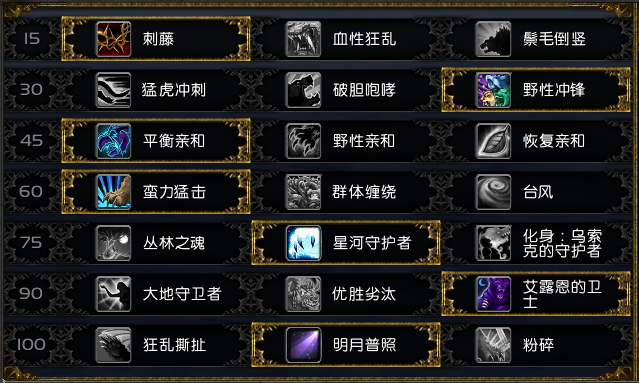 15 刺藤 血性狂乱 鬃毛倒竖
30 猛虎冲刺 破胆咆哮 野性冲锋
45 平衡亲和 野性亲和 恢复亲和
60 蛮力猛击 群体缠绕 台风
75 丛林之魂 星河守护者 化身：乌索
克的守护者
90 大地守卫者 优胜劣汰 艾露恩的卫
士
100 狂乱撕扯 明月普照 粉碎